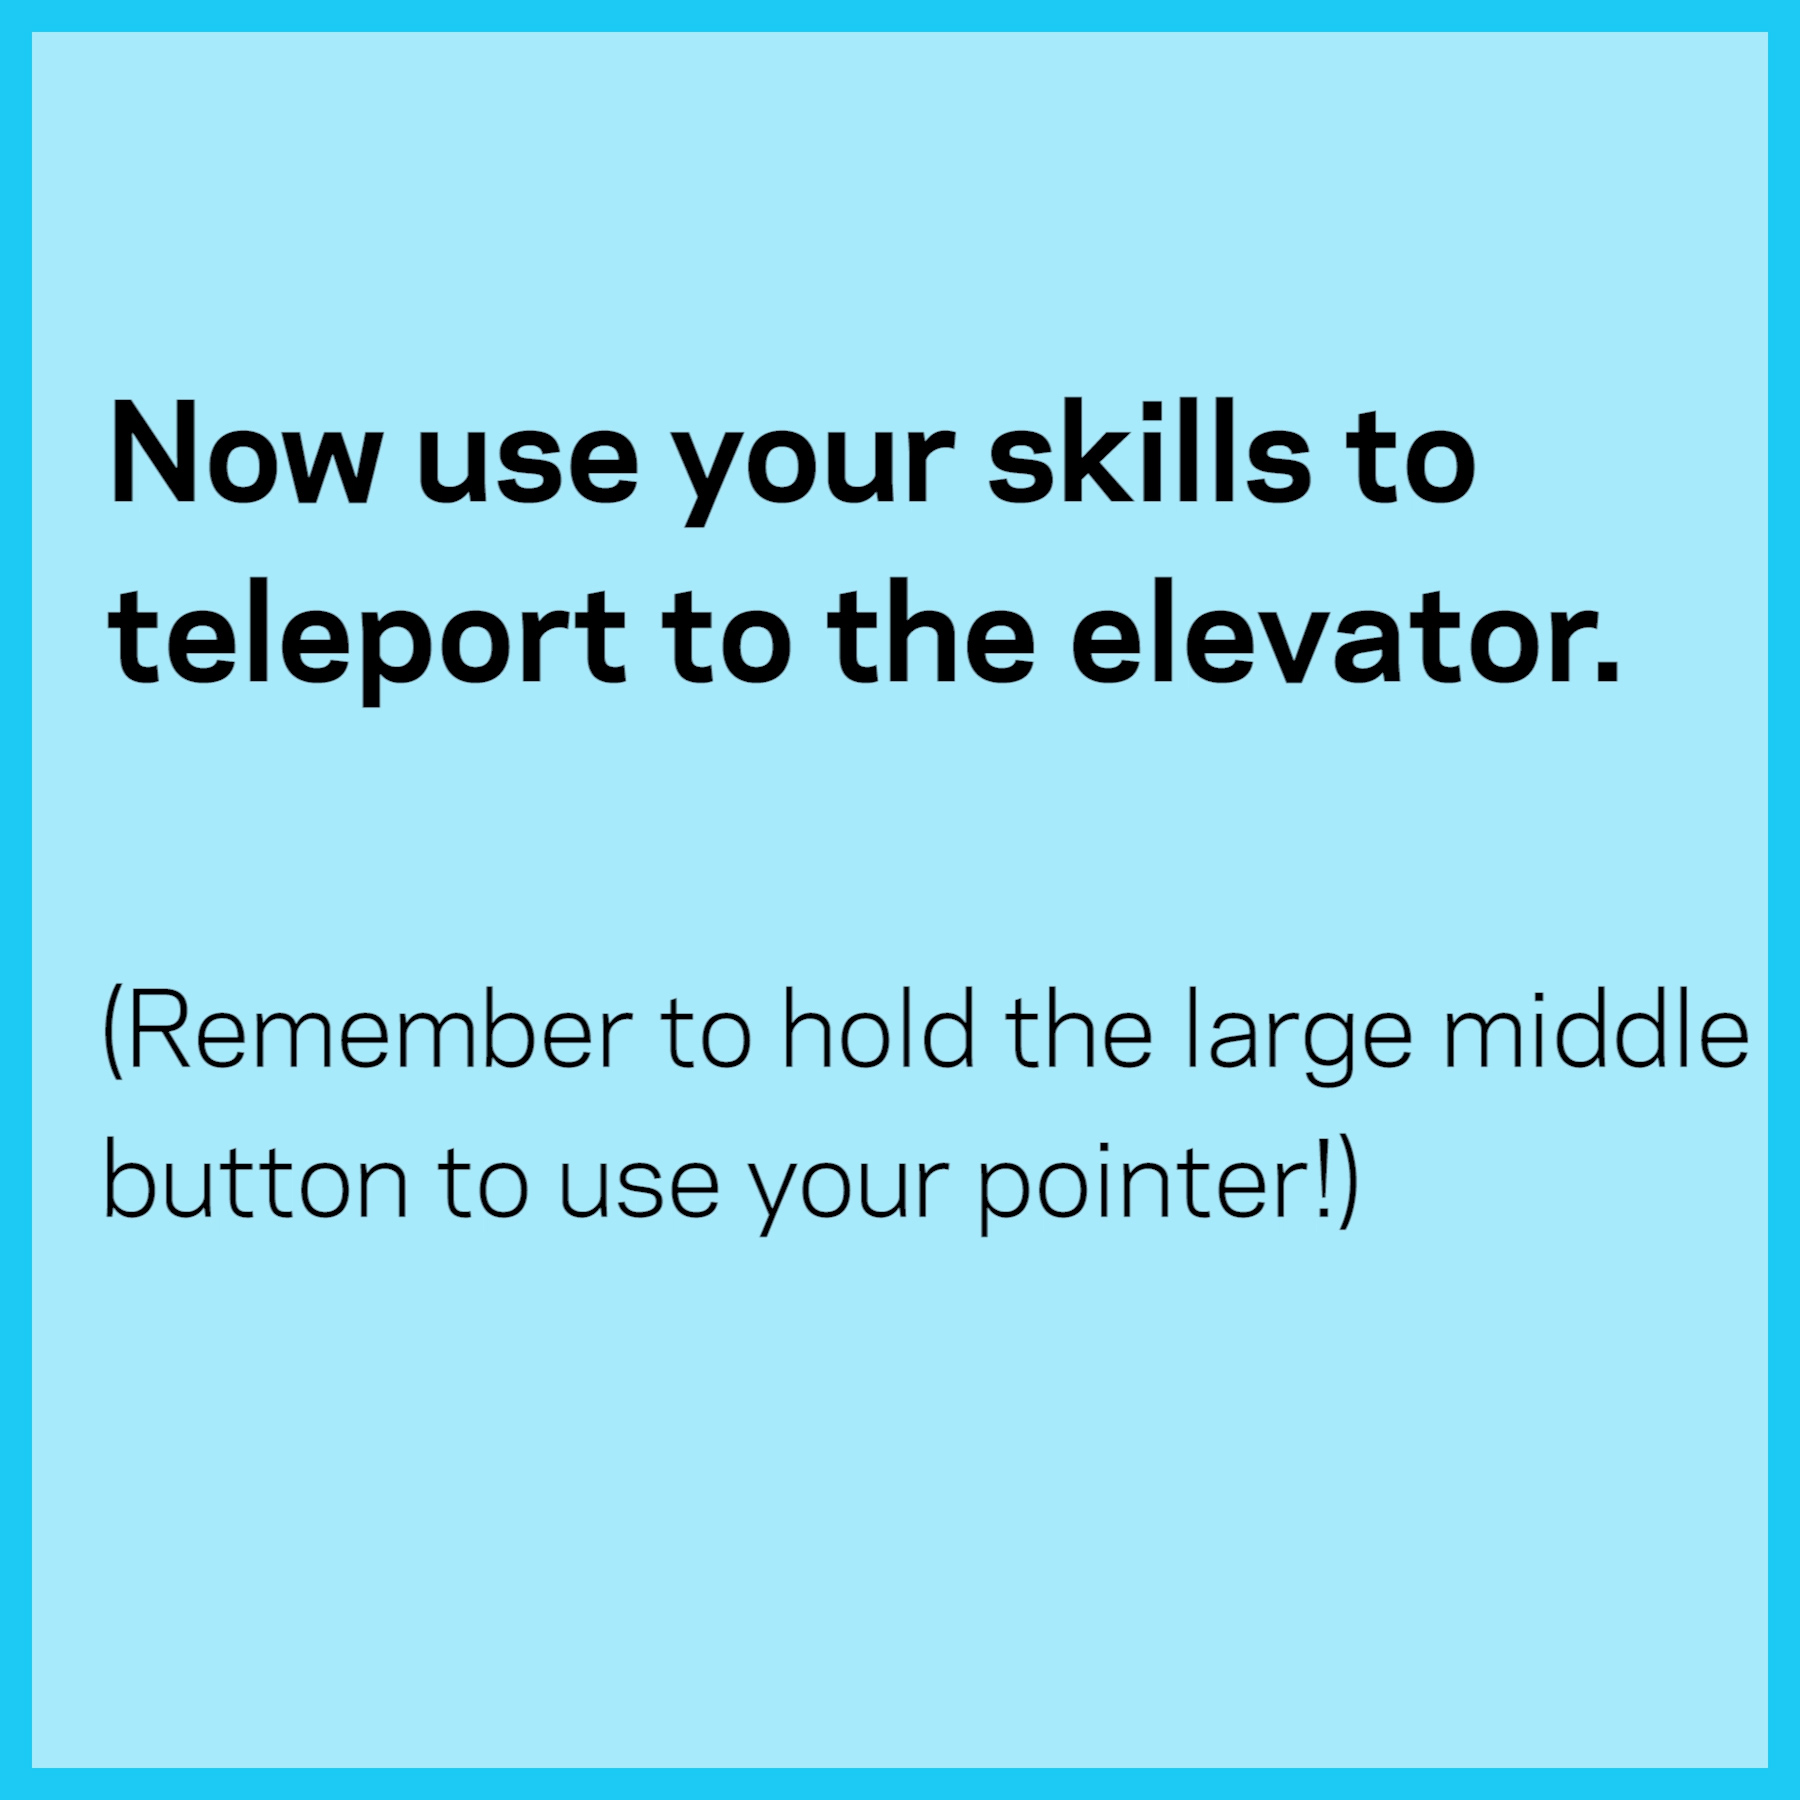 Now use your skills to
teleport to the elevator.
(Remember to hold the large middle
button to use your pointer!)